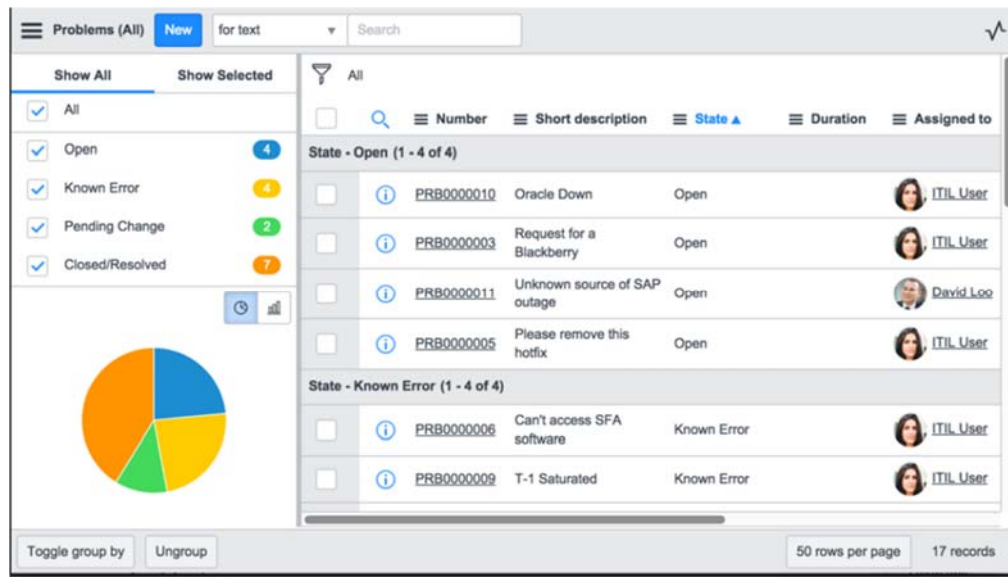 Problems (All) New for text Search
Show All Show Selected
All
Open 4
Known Error 4
Pending Change 2
Closed/Resolved 7
All
Number Short description State ▲ Duration Assigned to
State - Open (1 - 4 of 4)
PRB0000010 Oracle Down Open ITIL User
PRB0000003 Request for a Blackberry Open ITIL User
PRB0000011 Unknown source of SAP outage Open David Loo
PRB0000005 Please remove this hotfix Open ITIL User
State - Known Error (1 - 4 of 4)
PRB0000006 Can't access SFA software Known Error ITIL User
PRB0000009 T-1 Saturated Known Error ITIL User
Toggle group by Ungroup 50 rows per page 17 records